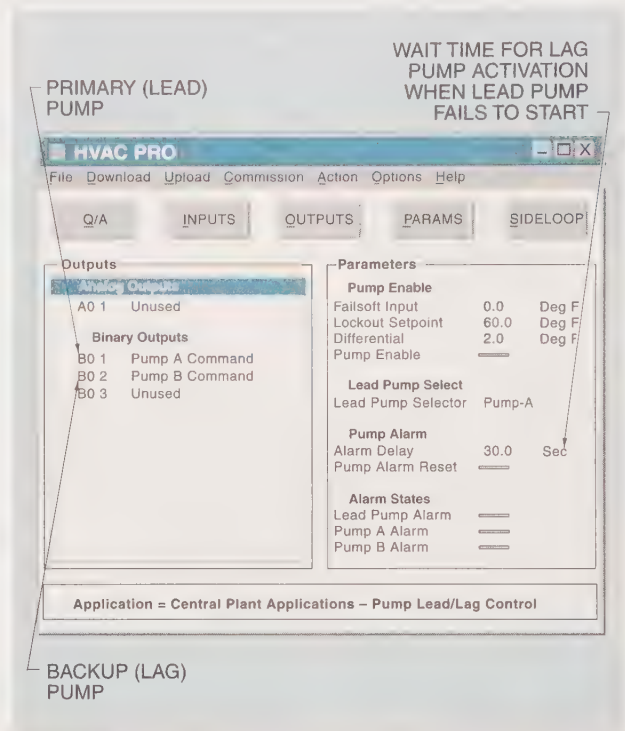 WAIT TIME FOR LAG
PUMP ACTIVATION
WHEN LEAD PUMP
FAILS TO START
PRIMARY (LEAD)
PUMP
HVAC PRO
File Download Upload Commission Action Options Help
Q/A INPUTS OUTPUTS PARAMS SIDELOOP
Outputs
Analog Outputs
A0 1 Unused
Binary Outputs
B0 1 Pump A Command
B0 2 Pump B Command
B0 3 Unused
Parameters
Pump Enable
Failsoft Input 0.0 Deg F
Lockout Setpoint 60.0 Deg F
Differential 2.0 Deg F
Pump Enable
Lead Pump Select
Lead Pump Selector Pump-A
Pump Alarm
Alarm Delay 30.0 Sec
Pump Alarm Reset
Alarm States
Lead Pump Alarm
Pump A Alarm
Pump B Alarm
Application = Central Plant Applications – Pump Lead/Lag Control
BACKUP (LAG)
PUMP